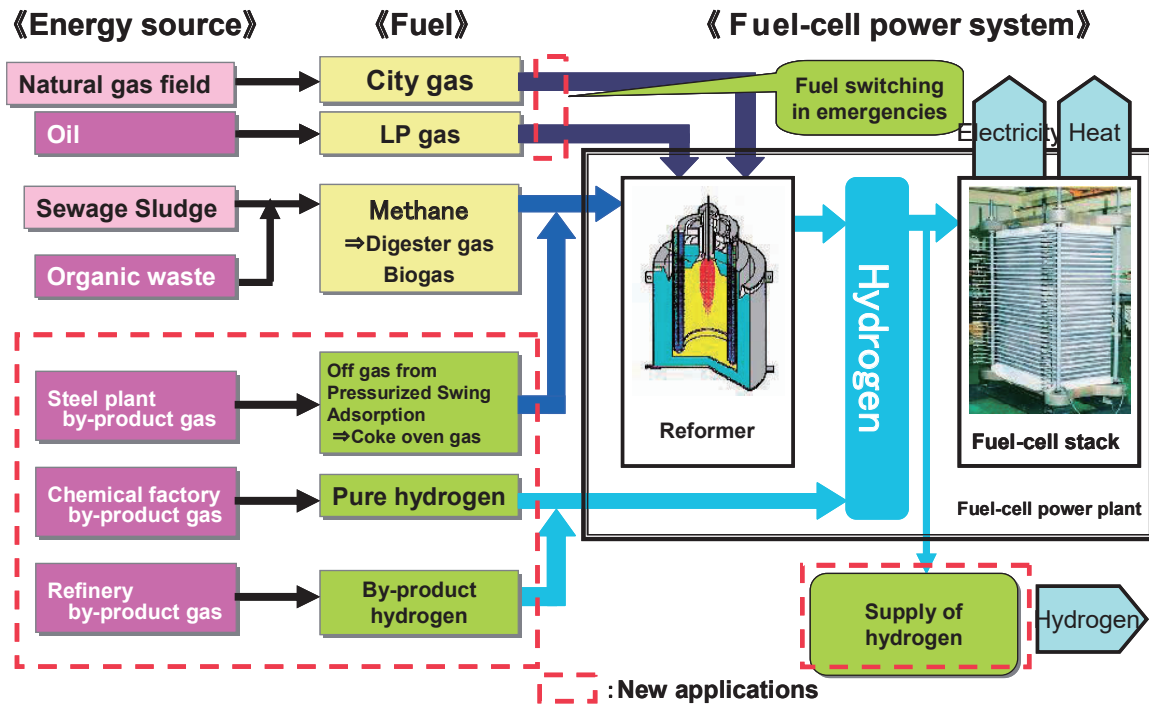 《Energy source》
《Fuel》
《 Fuel-cell power system》
Natural gas field
City gas
Fuel switching
in emergencies
Electricity
Heat
Oil
LP gas
Sewage Sludge
Organic waste
Methane
⇒Digester gas
Biogas
Reformer
Hydrogen
Fuel-cell stack
Fuel-cell power plant
Steel plant
by-product gas
Off gas from
Pressurized Swing
Adsorption
⇒Coke oven gas
Chemical factory
by-product gas
Pure hydrogen
Refinery
by-product gas
By-product
hydrogen
Supply of
hydrogen
Hydrogen
: New applications